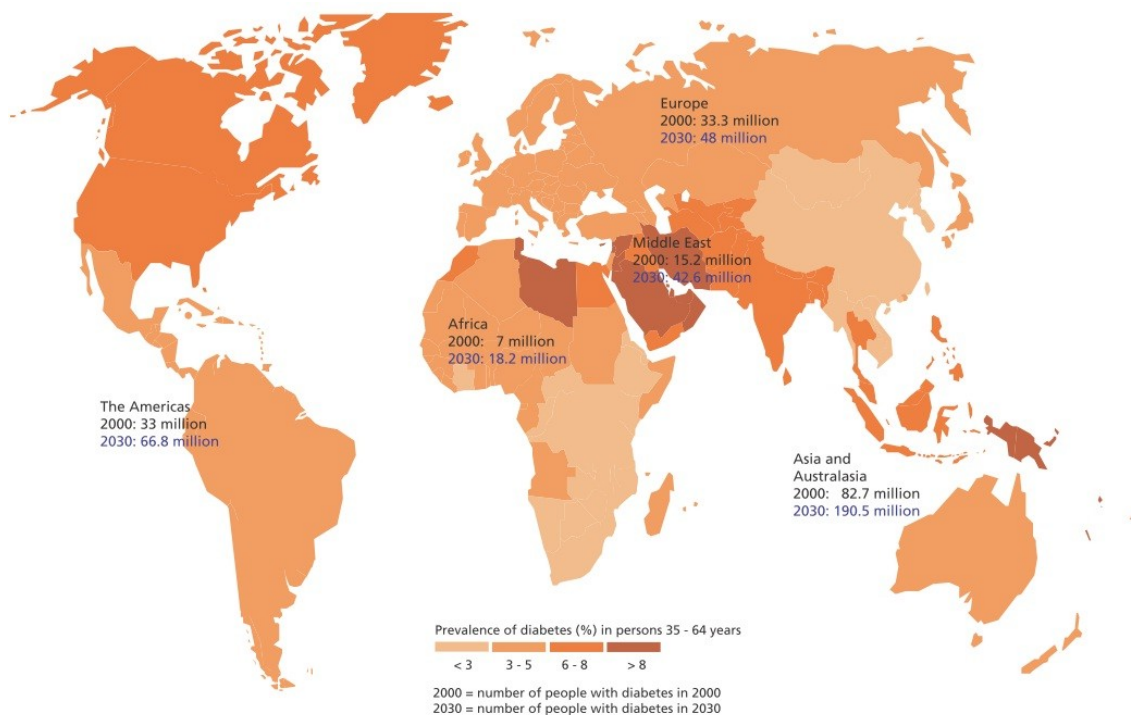 Europe
2000: 33.3 million
2030: 48 million
Middle East
2000: 15.2 million
2030: 42.6 million
Africa
2000: 7 million
2030: 18.2 million
The Americas
2000: 33 million
2030: 66.8 million
Asia and
Australasia
2000: 82.7 million
2030: 190.5 million
Prevalence of diabetes (%) in persons 35 - 64 years
< 3 3 - 5 6 - 8 > 8
2000 = number of people with diabetes in 2000
2030 = number of people with diabetes in 2030